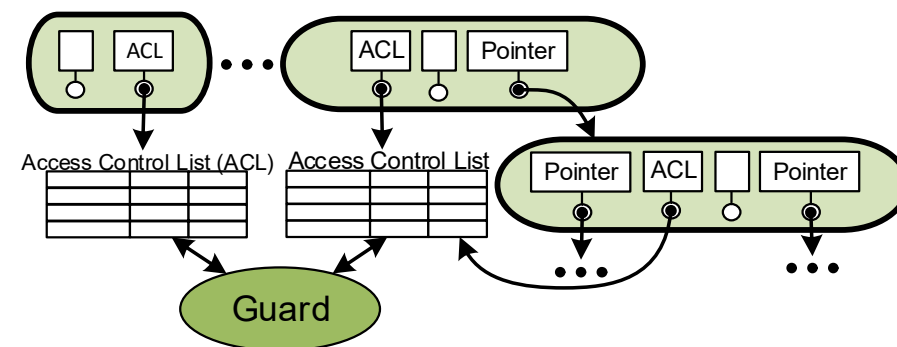 ACL
ACL
Pointer
Access Control List (ACL)
Access Control List
Pointer
ACL
Pointer
Guard